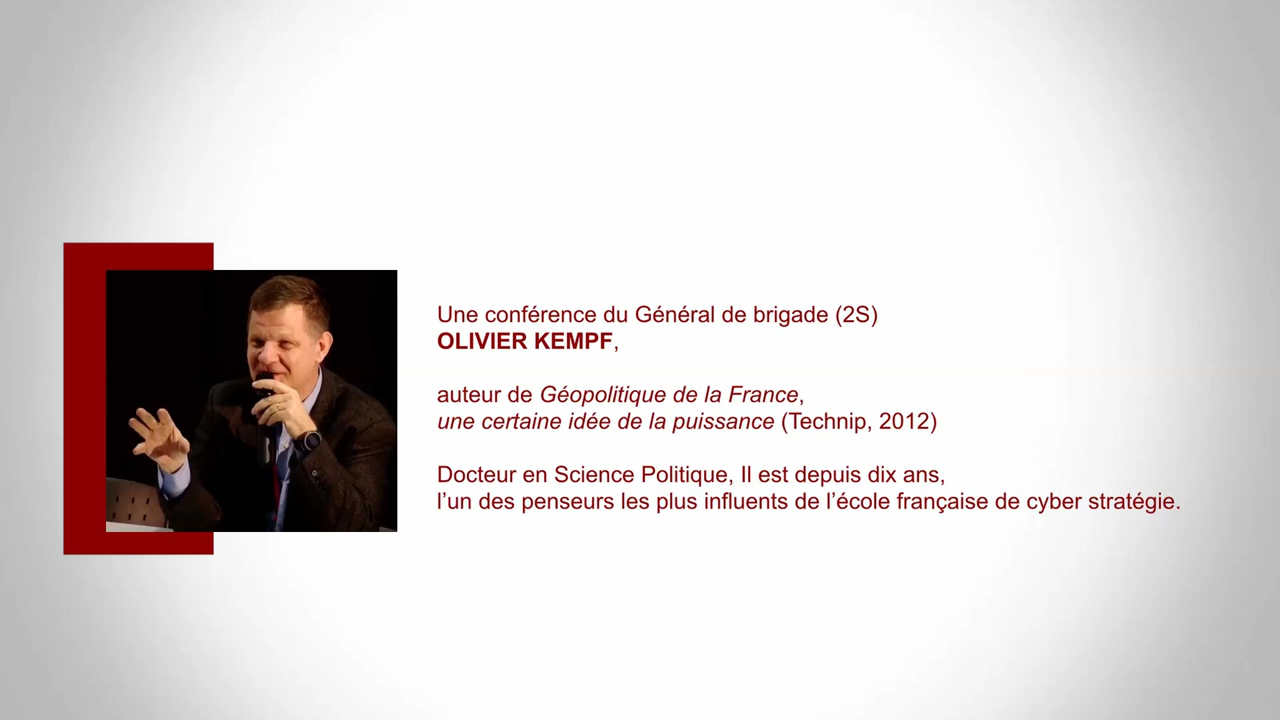 Une conférence du Général de brigade (2S)
OLIVIER KEMPF,
auteur de Géopolitique de la France,
une certaine idée de la puissance (Technip, 2012)
Docteur en Science Politique, Il est depuis dix ans,
l’un des penseurs les plus influents de l’école française de cyber stratégie.